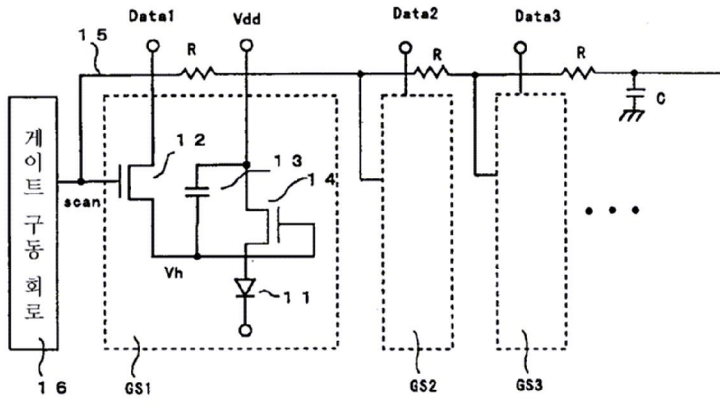 Data1
Vdd
Data2
Data3
15
R
R
R
C
게이트 구동 회로
scan
12
13
14
Vh
11
16
GS1
GS2
GS3